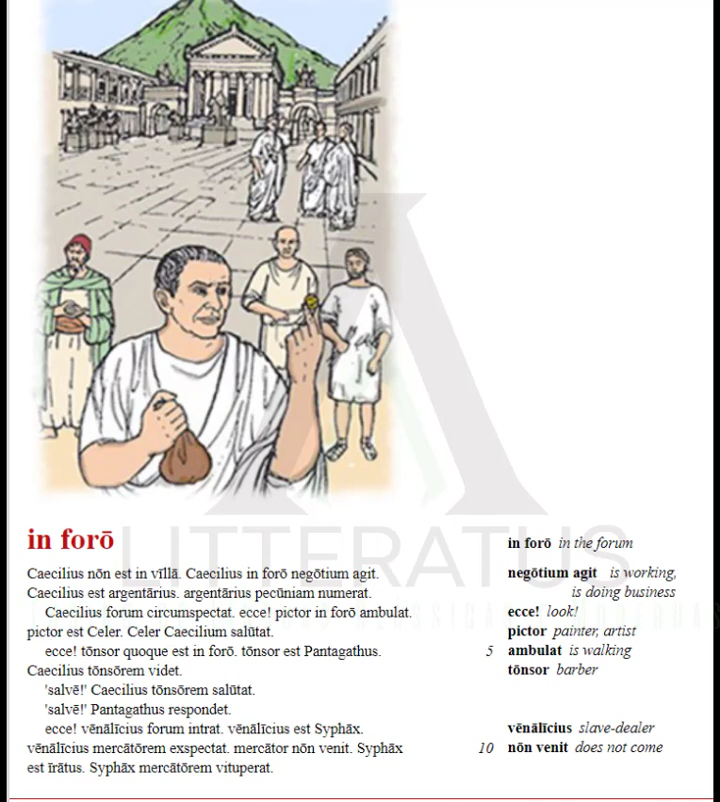 in forō
in forō in the forum
Caecilius nōn est in vīllā. Caecilius in forō negōtium agit.
negōtium agit is working,
Caecilius est argentārius. argentārius pecūniam numerat.
is doing business
Caecilius forum circumspectat. ecce! pictor in forō ambulat.
ecce! look!
pictor est Celer. Celer Caecilium salūtat.
pictor painter, artist
ecce! tōnsor quoque est in forō. tōnsor est Pantagathus.
5 ambulat is walking
Caecilius tōnsōrem videt.
tōnsor barber
'salvē!' Caecilius tōnsōrem salūtat.
'salvē!' Pantagathus respondet.
ecce! vēnālīcius forum intrat. vēnālīcius est Syphāx.
vēnālīcius slave-dealer
vēnālīcius mercātōrem exspectat. mercātor nōn venit. Syphāx
10 nōn venit does not come
est īrātus. Syphāx mercātōrem vituperat.
LITTERATUS